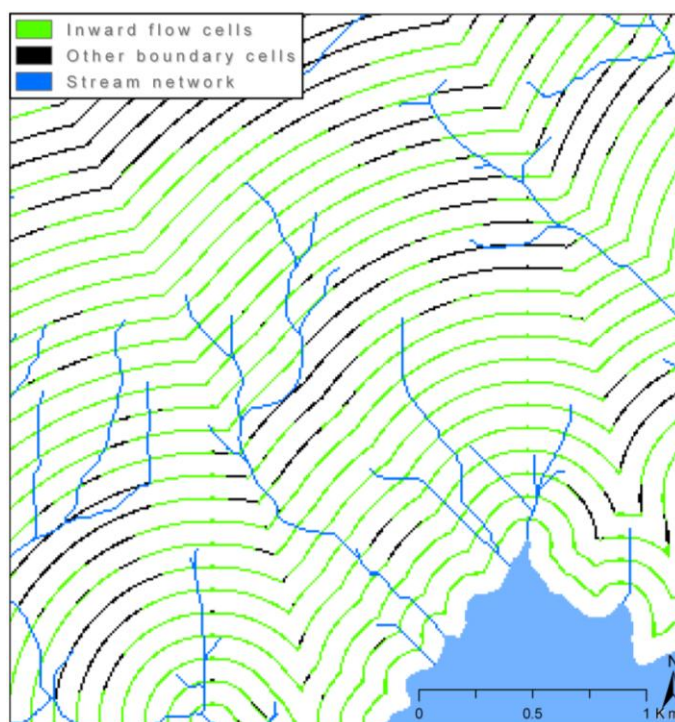 Inward flow cells
Other boundary cells
Stream network
N
0 0.5 1 Km